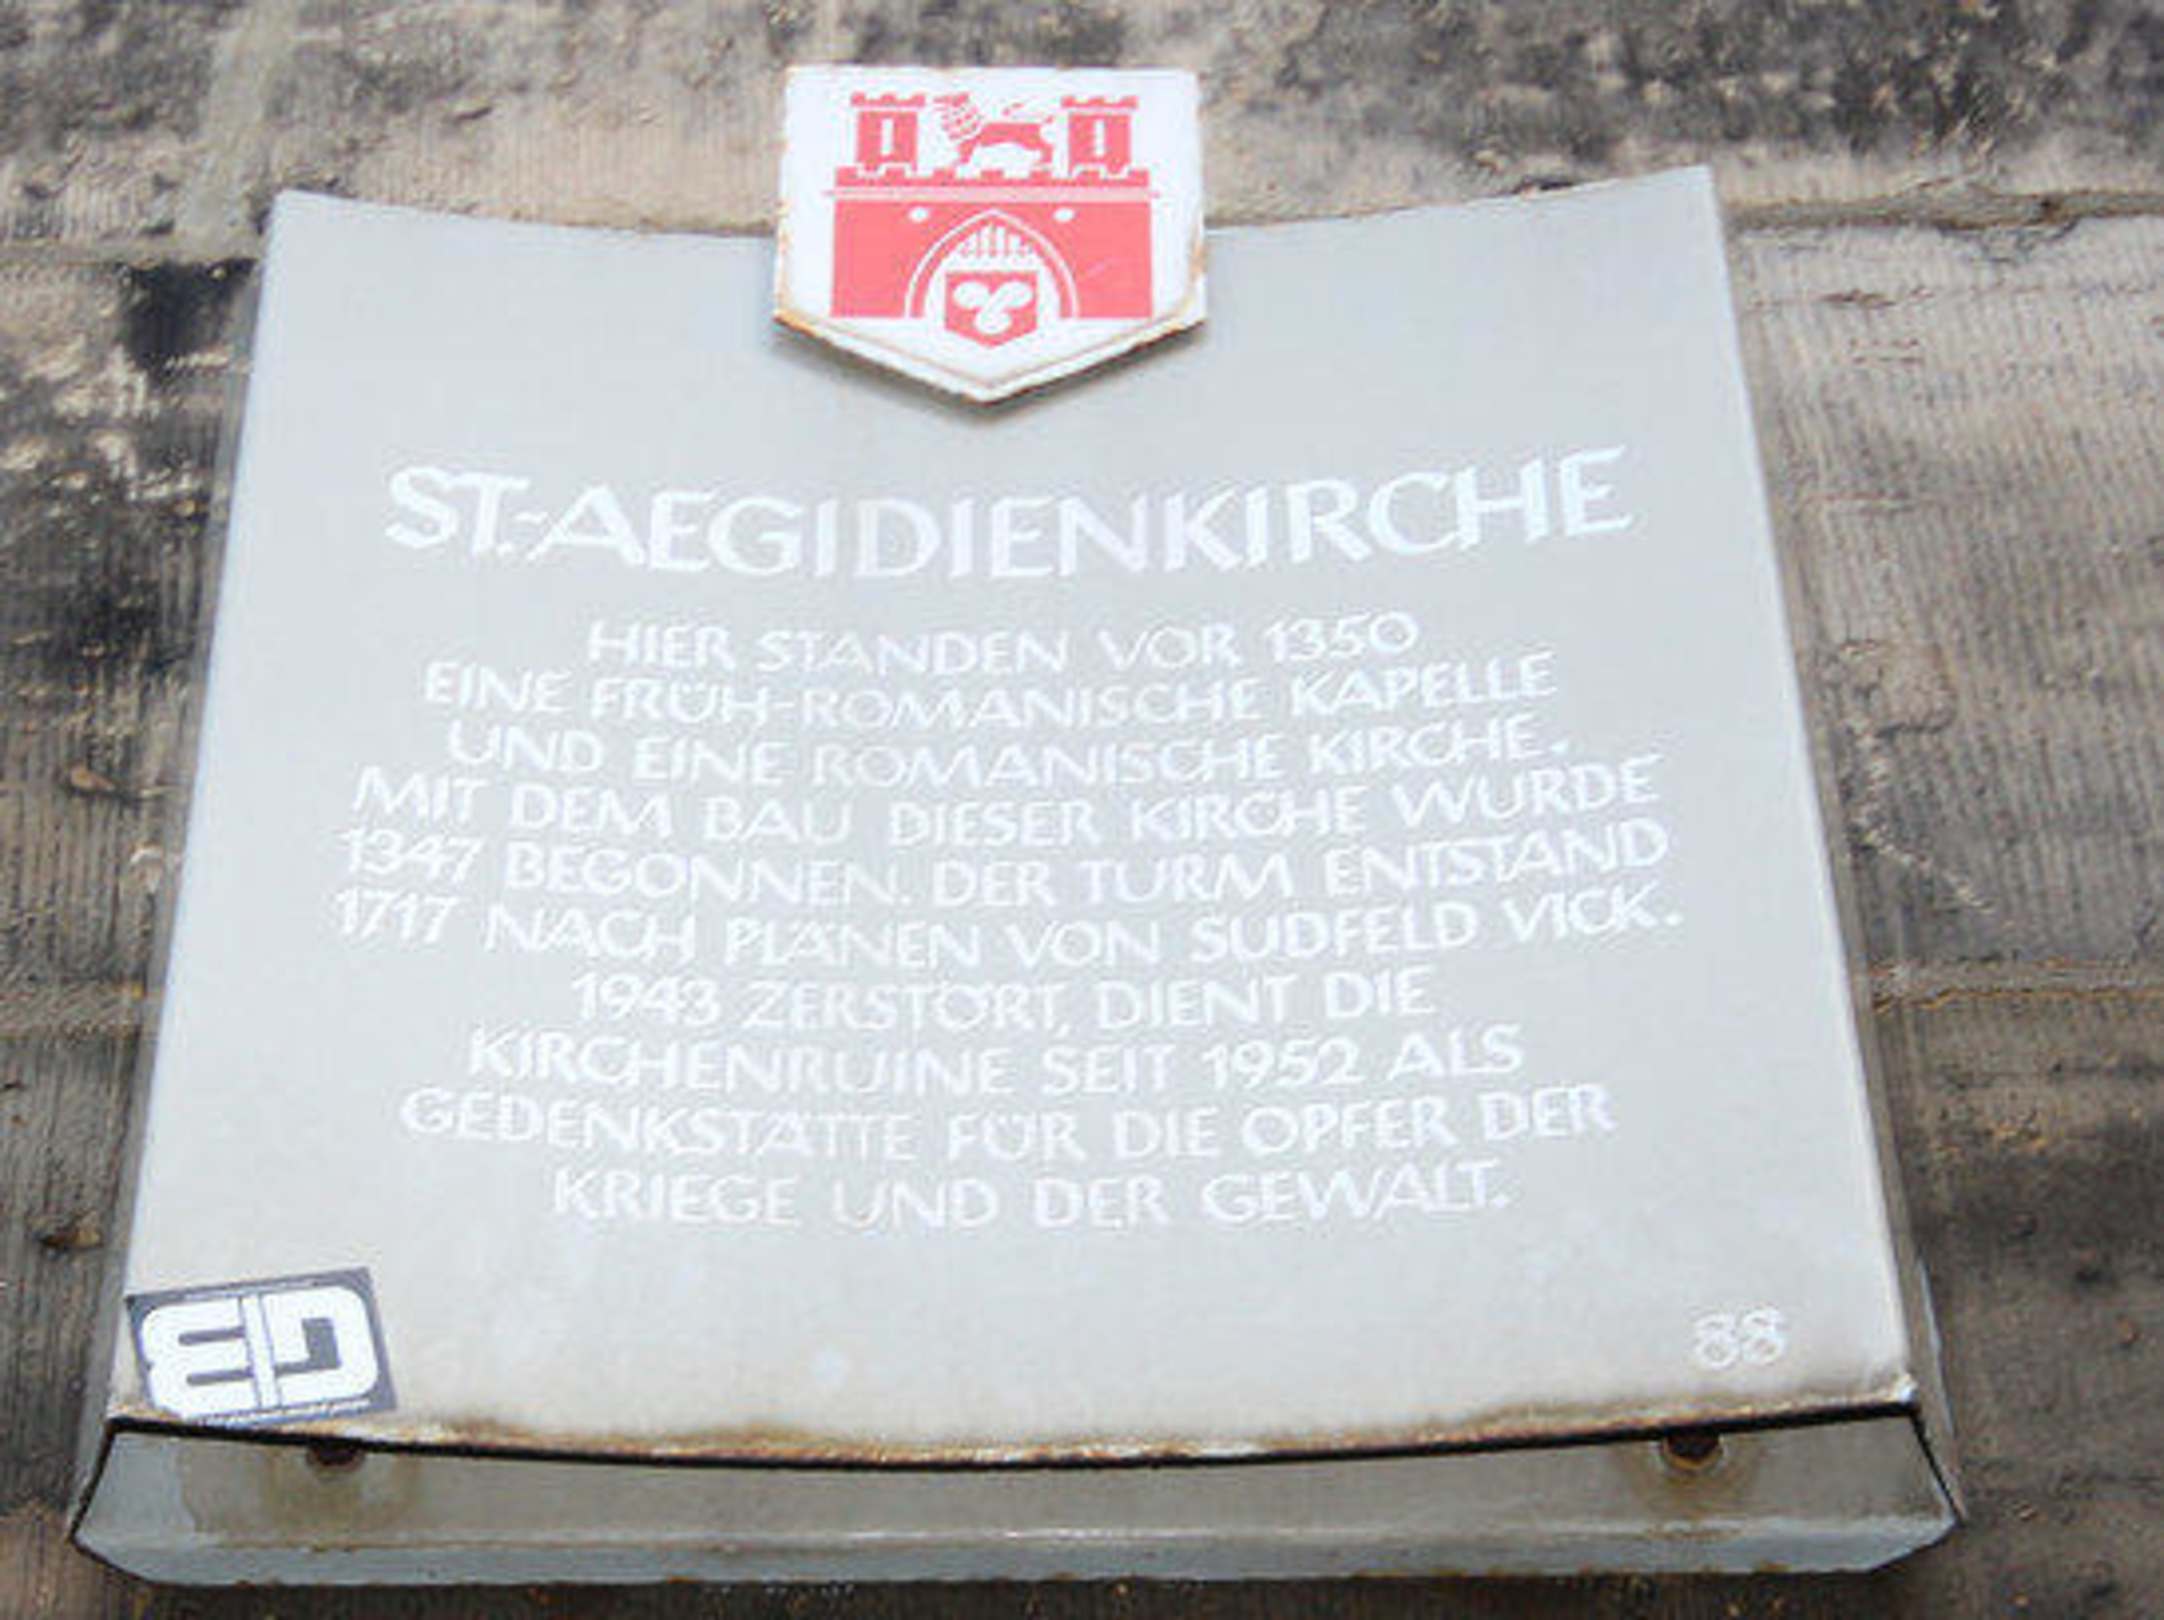 ST.-AEGIDIENKIRCHE
HIER STANDEN VOR 1350
EINE FRÜH-ROMANISCHE KAPELLE
UND EINE ROMANISCHE KIRCHE.
MIT DEM BAU DIESER KIRCHE WURDE
1347 BEGONNEN. DER TURM ENTSTAND
1717 NACH PLÄNEN VON SUDFELD VICK.
1943 ZERSTÖRT, DIENT DIE
KIRCHENRUINE SEIT 1952 ALS
GEDENKSTÄTTE FÜR DIE OPFER DER
KRIEGE UND DER GEWALT.
88